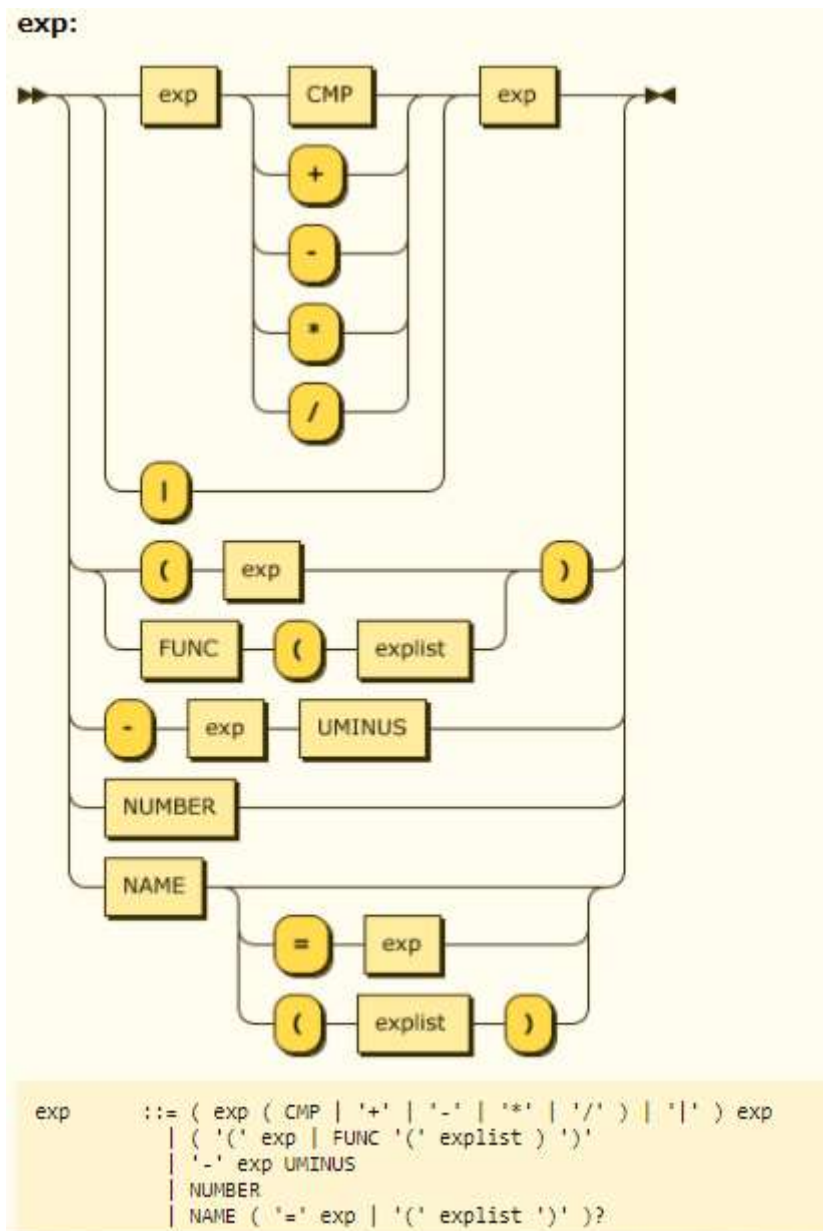 exp:
exp CMP exp
+
-
*
/
|
( exp )
FUNC ( explist
- exp UMINUS
NUMBER
NAME
= exp
( explist )
exp ::= ( exp ( CMP | '+' | '-' | '*' | '/' ) | '|' ) exp
| ( '(' exp | FUNC '(' explist ) ')'
| '-' exp UMINUS
| NUMBER
| NAME ( '=' exp | '(' explist ')' )?